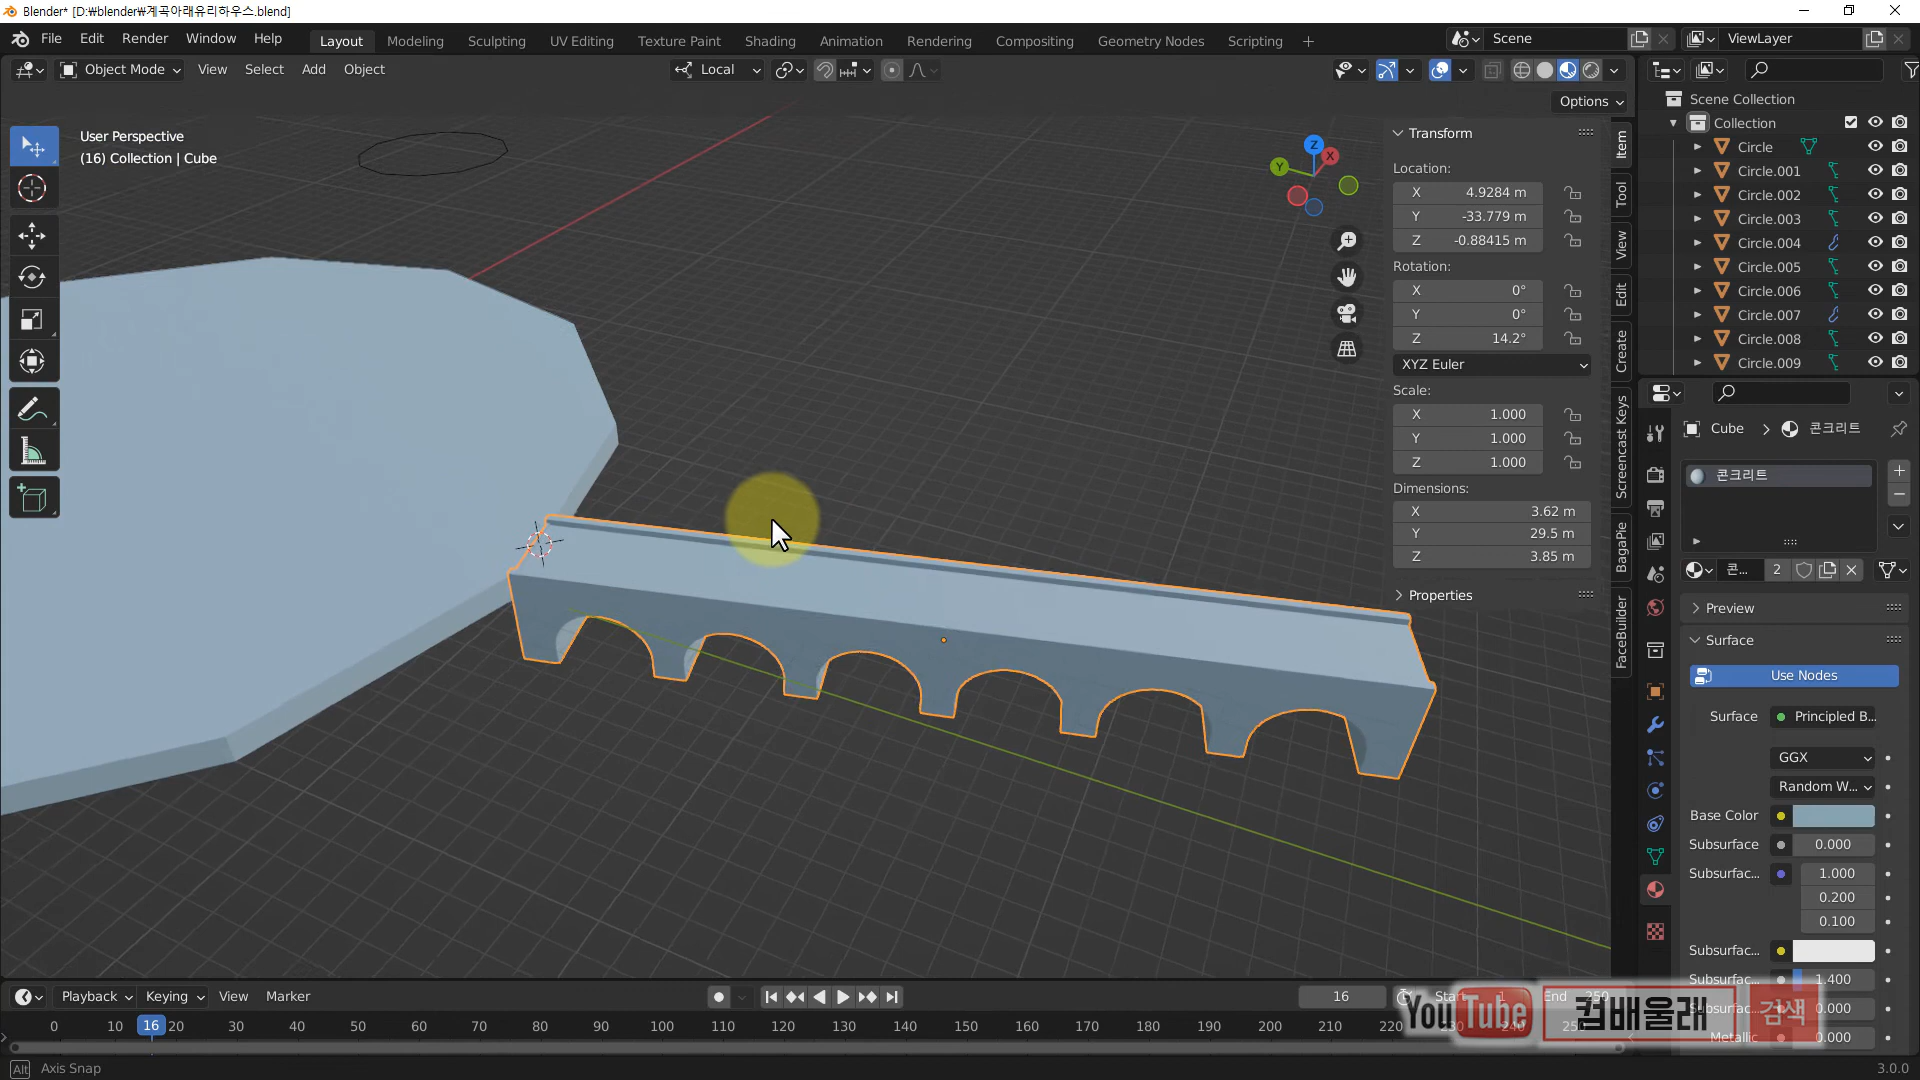 Blender* [D:\blender\계곡아래유리하우스.blend]
File Edit Render Window Help
Layout Modeling Sculpting UV Editing Texture Paint Shading Animation Rendering Compositing Geometry Nodes Scripting +
Scene
ViewLayer
Object Mode View Select Add Object
Local
Options
User Perspective
(16) Collection | Cube
Z
X
Y
Transform
Location:
X 4.9284 m
Y -33.779 m
Z -0.88415 m
Rotation:
X 0°
Y 0°
Z 14.2°
XYZ Euler
Scale:
X 1.000
Y 1.000
Z 1.000
Dimensions:
X 3.62 m
Y 29.5 m
Z 3.85 m
Properties
Item
Tool
View
Edit
Create
Screencast Keys
BagaPie
FaceBuilder
Scene Collection
Collection
Circle
Circle.001
Circle.002
Circle.003
Circle.004
Circle.005
Circle.006
Circle.007
Circle.008
Circle.009
Cube > 콘크리트
콘크리트
콘... 2
Preview
Surface
Use Nodes
Surface Principled B...
GGX
Random W...
Base Color
Subsurface 0.000
Subsurfac... 1.000
0.200
0.100
Subsurfac...
Subsurfac... 1.400
Subsurfac... 0.000
Metallic 0.000
Playback Keying View Marker
16 Start 1 End 250
0 10 16 20 30 40 50 60 70 80 90 100 110 120 130 140 150 160 170 180 190 200 210 220 230 240 250
YouTube 컴배울래 검색
Alt Axis Snap
3.0.0